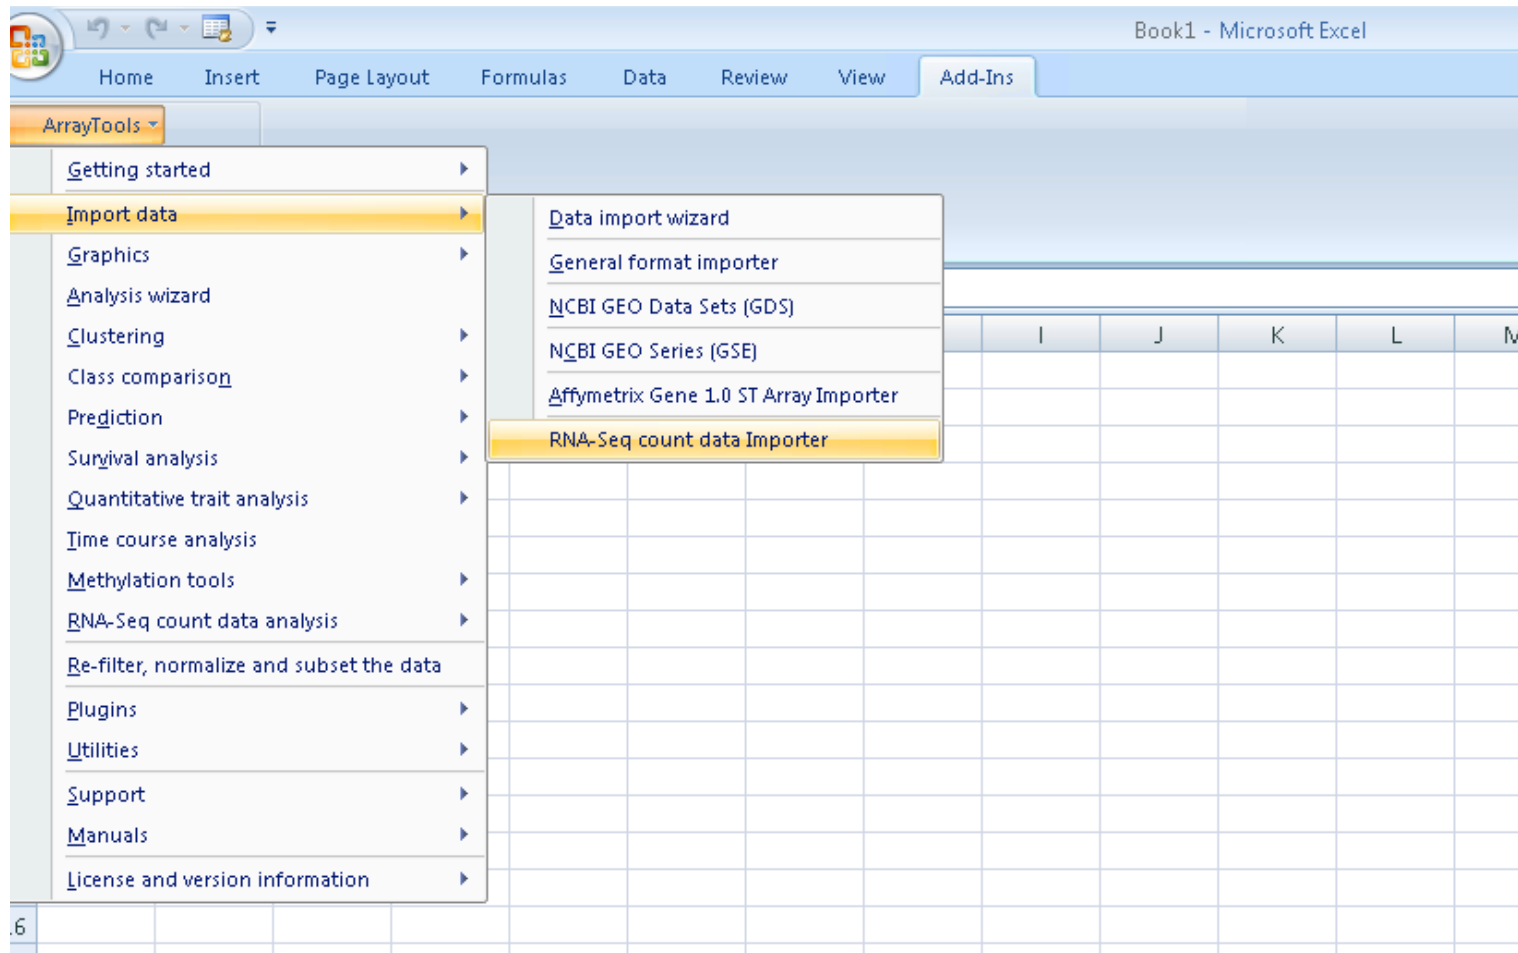 Book1 - Microsoft Excel
Home Insert Page Layout Formulas Data Review View Add-Ins
ArrayTools
Getting started
Import data
Graphics
Analysis wizard
Clustering
Class comparison
Prediction
Survival analysis
Quantitative trait analysis
Time course analysis
Methylation tools
RNA-Seq count data analysis
Re-filter, normalize and subset the data
Plugins
Utilities
Support
Manuals
License and version information
Data import wizard
General format importer
NCBI GEO Data Sets (GDS)
NCBI GEO Series (GSE)
Affymetrix Gene 1.0 ST Array Importer
RNA-Seq count data Importer
I J K L
6